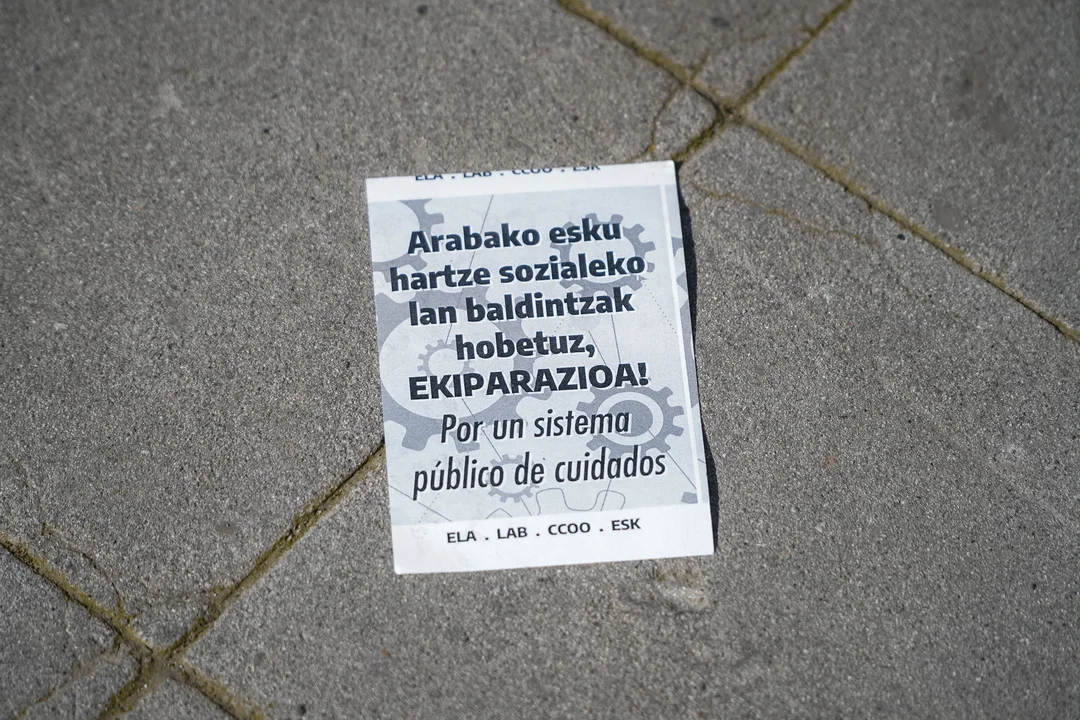 ELA . LAB . CCOO . ESK
Arabako esku
hartze sozialeko
lan baldintzak
hobetuz,
EKIPARAZIOA!
Por un sistema
público de cuidados
ELA . LAB . CCOO . ESK